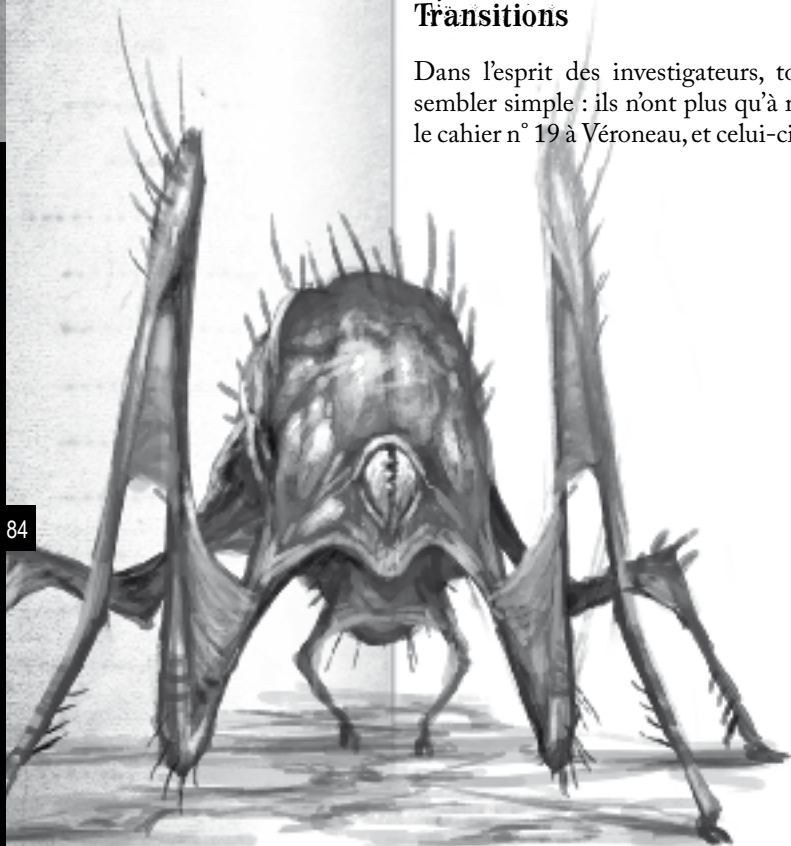 Transitions
Dans l’esprit des investigateurs,
sembler simple : ils n’ont plus qu’à
le cahier n° 19 à Véroneau, et celui-ci
84